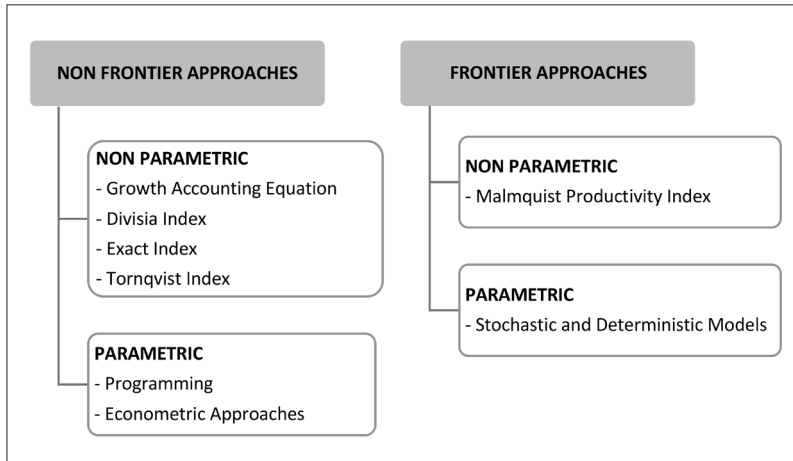 NON FRONTIER APPROACHES
NON PARAMETRIC
- Growth Accounting Equation
- Divisia Index
- Exact Index
- Tornqvist Index
PARAMETRIC
- Programming
- Econometric Approaches
FRONTIER APPROACHES
NON PARAMETRIC
- Malmquist Productivity Index
PARAMETRIC
- Stochastic and Deterministic Models